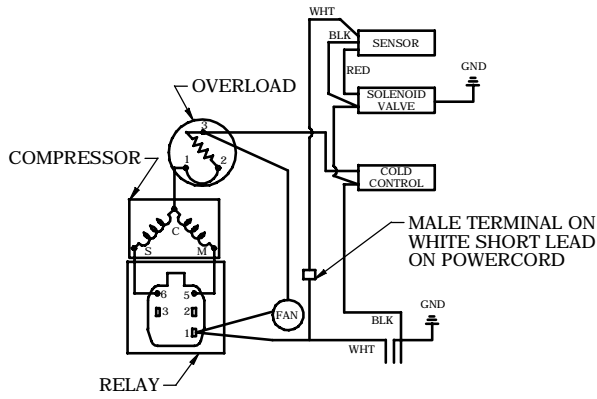 WHT
BLK
SENSOR
RED
GND
SOLENOID
VALVE
OVERLOAD
3
1
2
COMPRESSOR
COLD
CONTROL
C
S
M
MALE TERMINAL ON
WHITE SHORT LEAD
ON POWERCORD
6
5
3
2
1
FAN
GND
BLK
WHT
RELAY